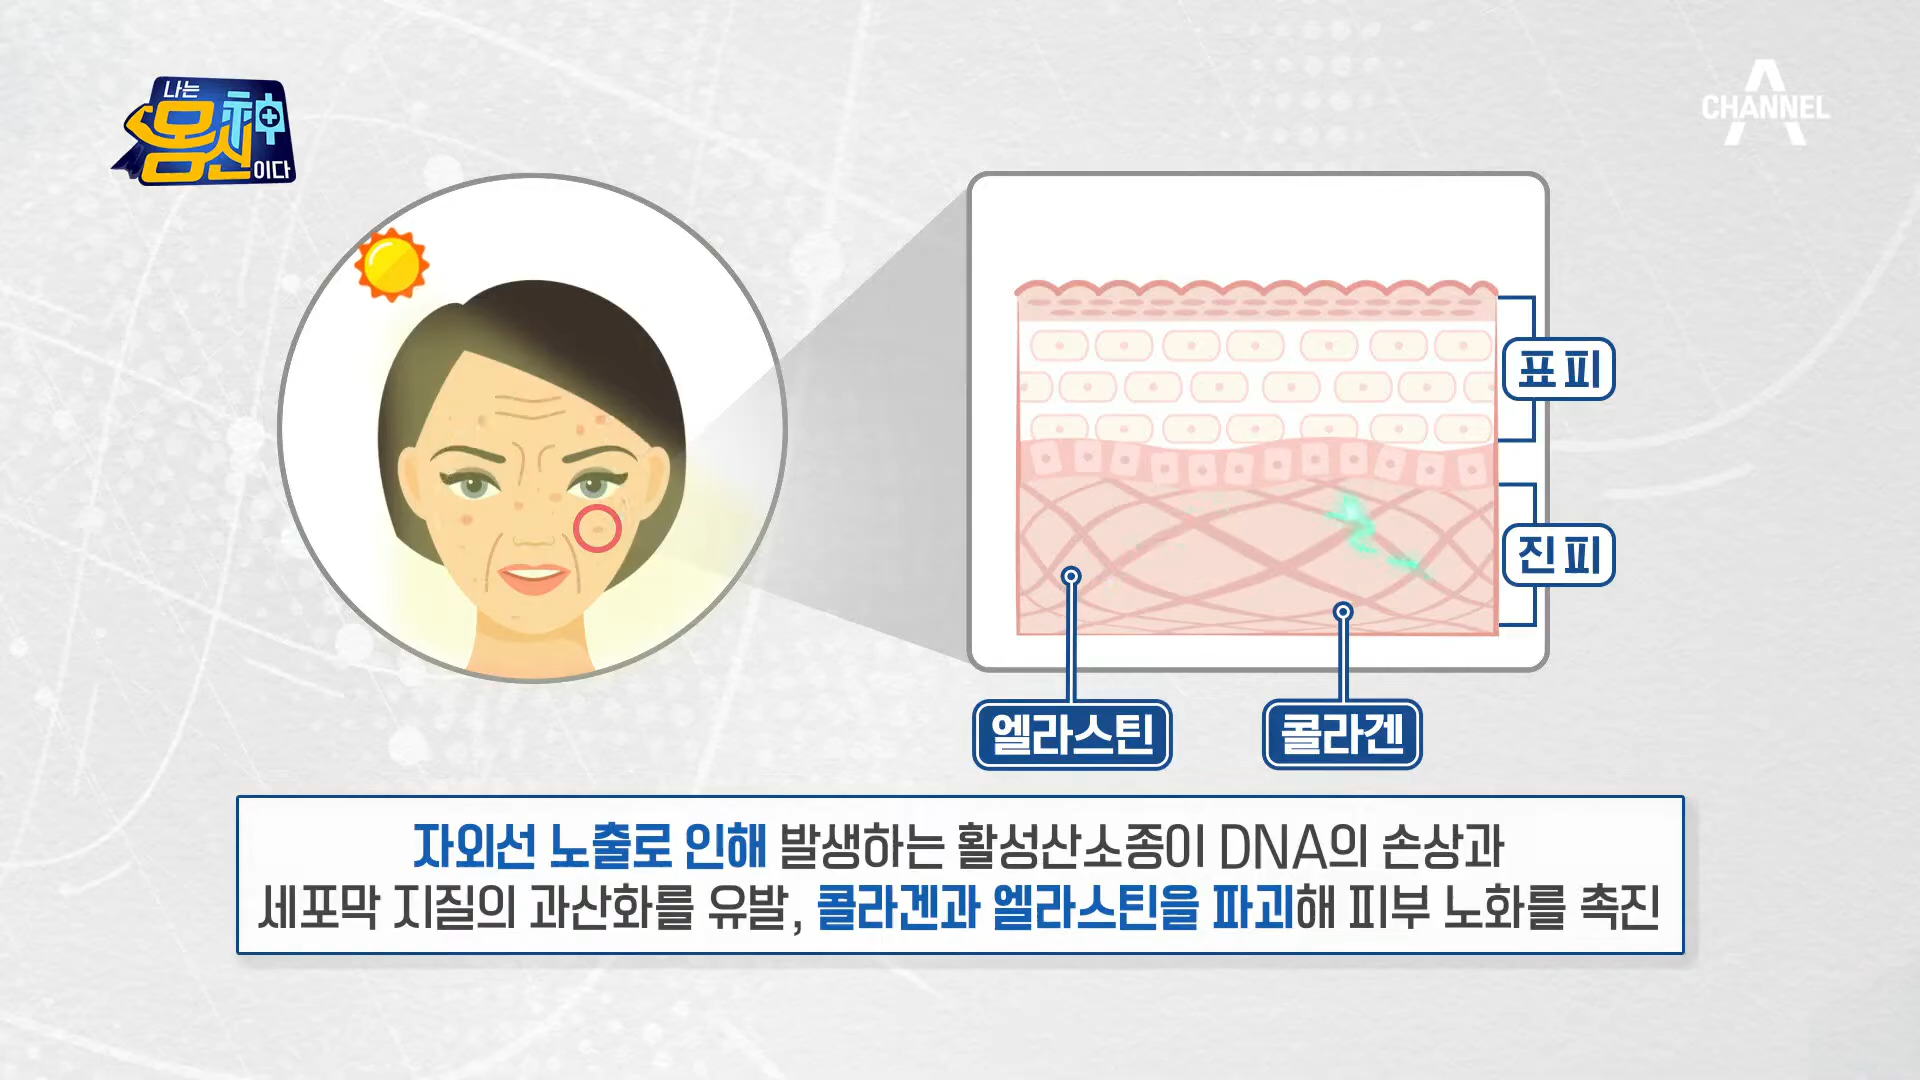 나는
몸신神
이다
CHANNEL A
표피
진피
엘라스틴
콜라겐
자외선 노출로 인해 발생하는 활성산소종이 DNA의 손상과
세포막 지질의 과산화를 유발, 콜라겐과 엘라스틴을 파괴해 피부 노화를 촉진